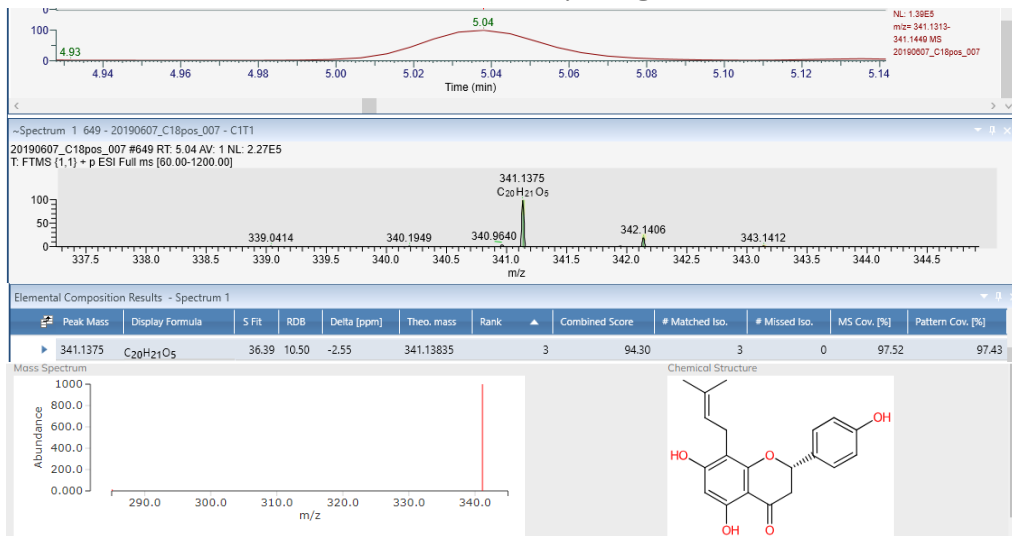 0
5.04
NL: 1.39E5
m/z= 341.1313-
341.1449 MS
20190607_C18pos_007
100
4.93
0
4.94 4.96 4.98 5.00 5.02 5.04 5.06 5.08 5.10 5.12 5.14
Time (min)
~Spectrum 1 649 - 20190607_C18pos_007 - C1T1
20190607_C18pos_007 #649 RT: 5.04 AV: 1 NL: 2.27E5
T: FTMS {1,1} + p ESI Full ms [60.00-1200.00]
341.1375
C20H21O5
100
50
0
339.0414 340.1949 340.9640 342.1406 343.1412
337.5 338.0 338.5 339.0 339.5 340.0 340.5 341.0 341.5 342.0 342.5 343.0 343.5 344.0 344.5
m/z
Elemental Composition Results - Spectrum 1
Peak Mass Display Formula S Fit RDB Delta [ppm] Theo. mass Rank Combined Score # Matched Iso. # Missed Iso. MS Cov. [%] Pattern Cov. [%]
341.1375 C20H21O5 36.39 10.50 -2.55 341.13835 3 94.30 3 0 97.52 97.43
Mass Spectrum
Abundance
1000
800.0
600.0
400.0
200.0
0.000
290.0 300.0 310.0 320.0 330.0 340.0
m/z
Chemical Structure
OH
HO
O
OH O